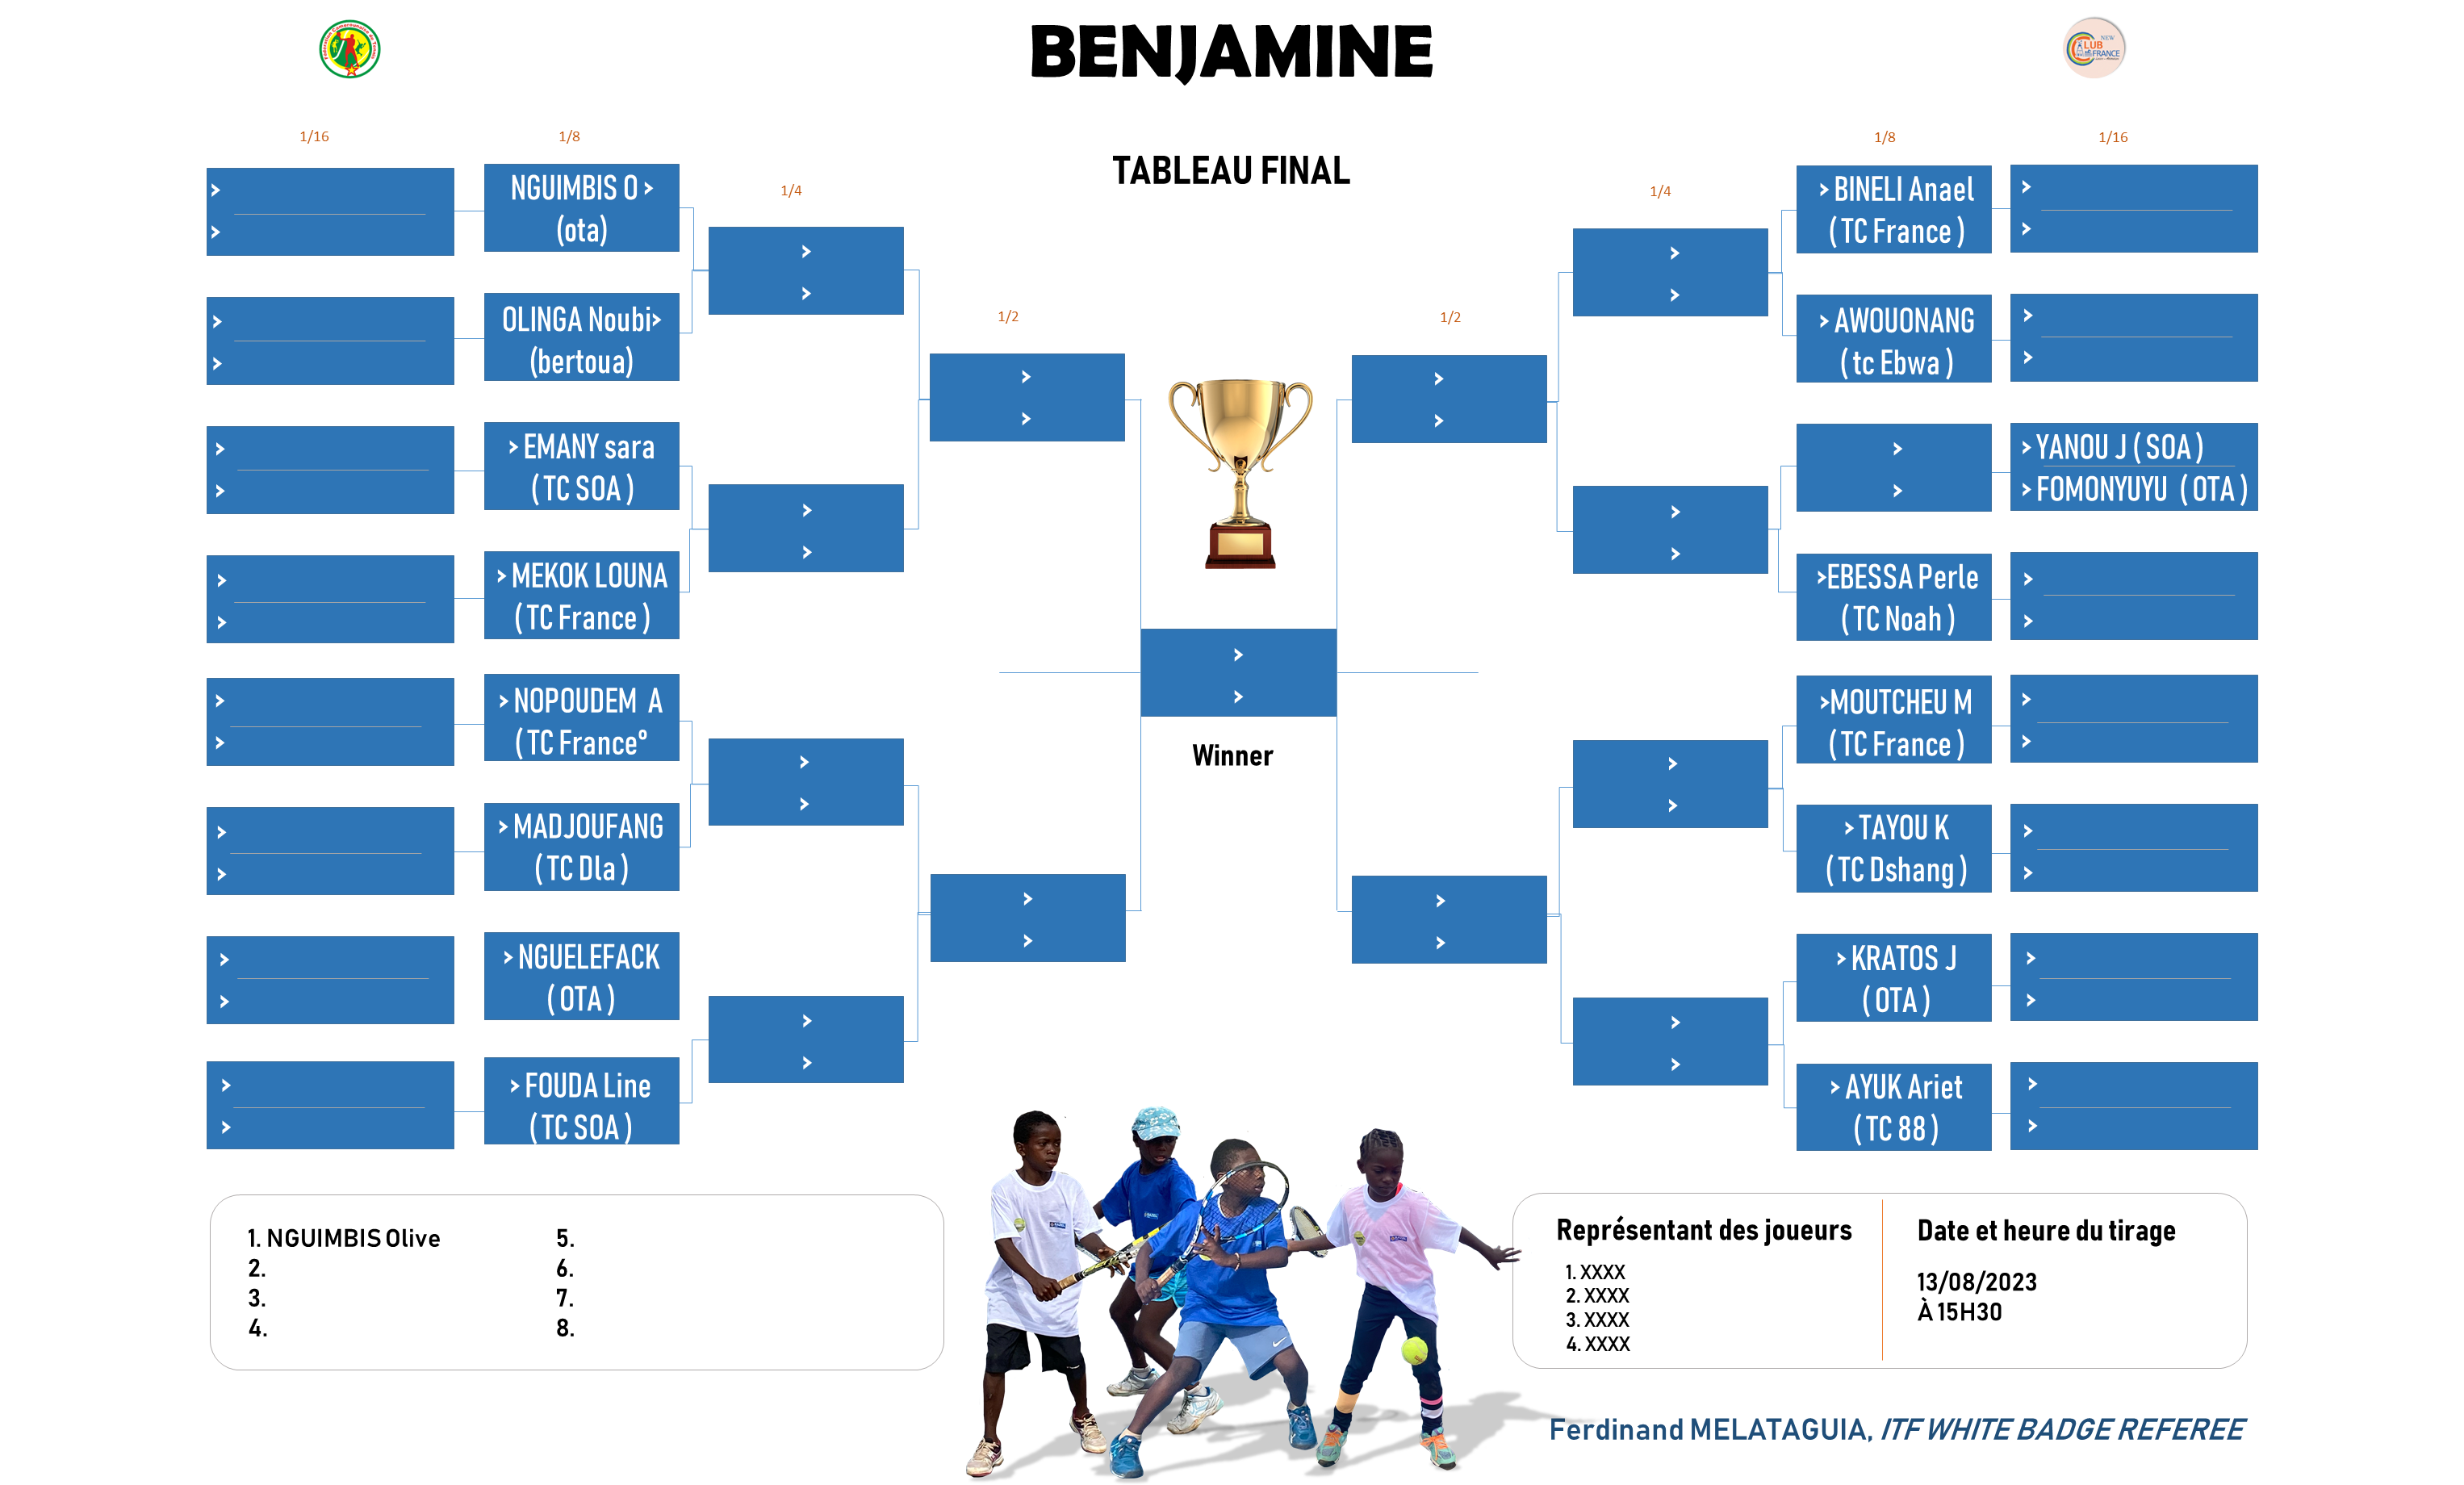 BENJAMINE
NEW
CLUB
FRANCE
TABLEAU FINAL
1/16
1/8
1/4
1/2
NGUIMBIS O >
(ota)
OLINGA Noubi>
(bertoua)
> EMANY sara
( TC SOA )
> MEKOK LOUNA
( TC France )
> NOPOUDEM A
( TC France°
> MADJOUFANG
( TC Dla )
> NGUELEFACK
( OTA )
> FOUDA Line
( TC SOA )
Winner
1/2
1/4
1/8
1/16
> BINELI Anael
( TC France )
> AWOUONANG
( tc Ebwa )
> YANOU J ( SOA )
> FOMONYUYU ( OTA )
>EBESSA Perle
( TC Noah )
>MOUTCHEU M
( TC France )
> TAYOU K
( TC Dshang )
> KRATOS J
( OTA )
> AYUK Ariet
( TC 88 )
1. NGUIMBIS Olive
2.
3.
4.
5.
6.
7.
8.
Représentant des joueurs
1. XXXX
2. XXXX
3. XXXX
4. XXXX
Date et heure du tirage
13/08/2023
À 15H30
Ferdinand MELATAGUIA, ITF WHITE BADGE REFEREE